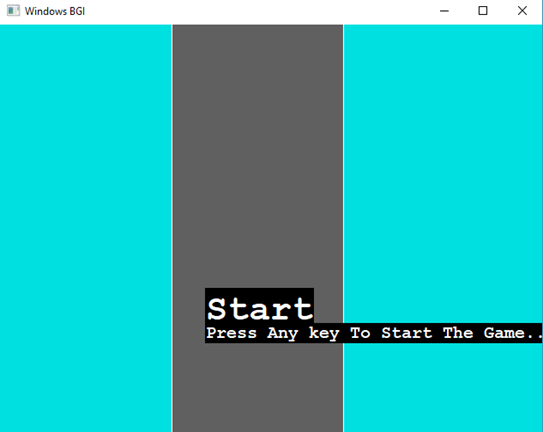 Windows BGI
Start
Press Any key To Start The Game..